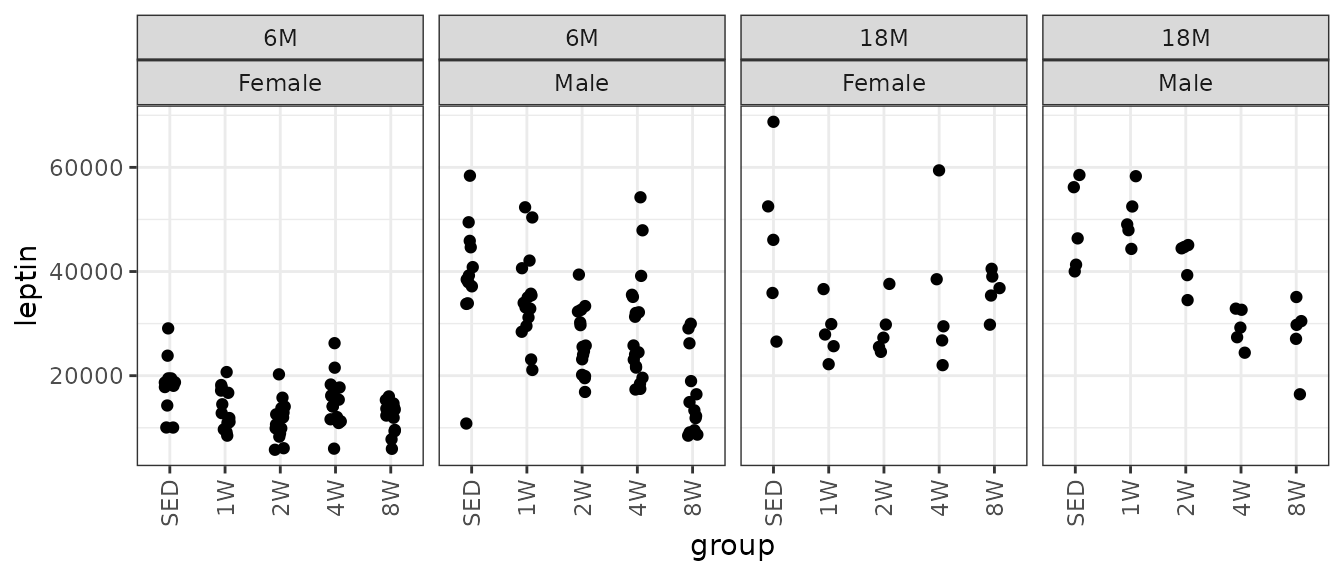 6M 6M 18M 18M
Female Male Female Male
leptin
60000
40000
20000
SED 1W 2W 4W 8W SED 1W 2W 4W 8W SED 1W 2W 4W 8W SED 1W 2W 4W 8W
group